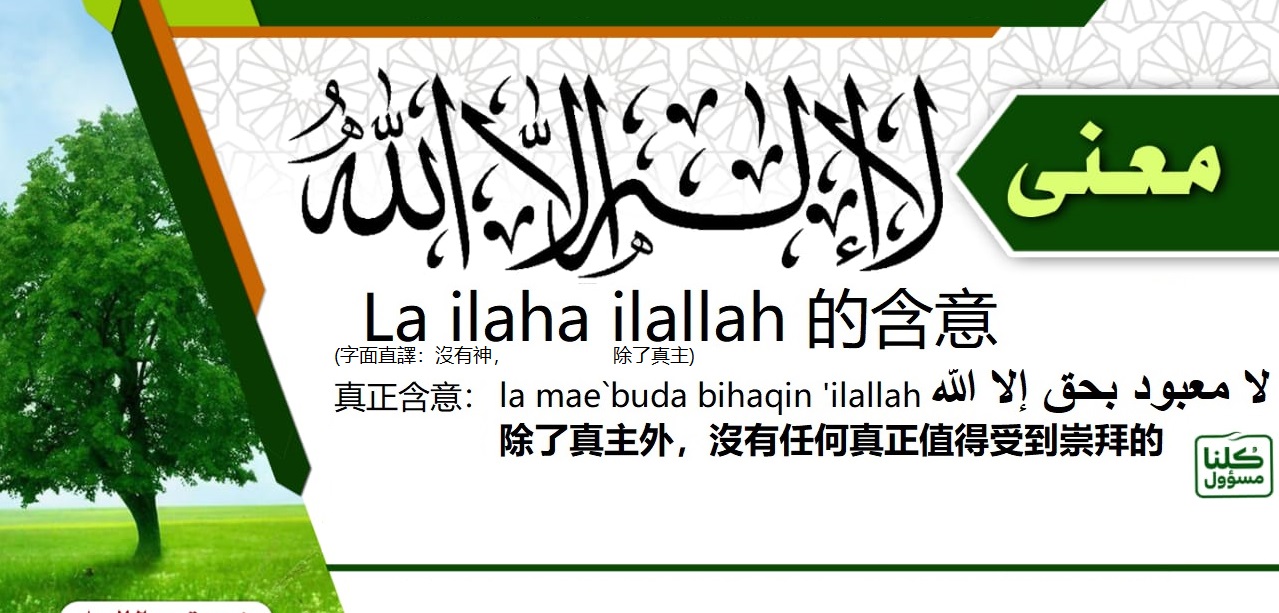 معنى
لا إله إلا الله
La ilaha ilallah 的含意
(字面直譯：沒有神， 除了真主)
真正含意： la mae`buda bihaqin 'ilallah لا معبود بحق إلا الله
除了真主外，沒有任何真正值得受到崇拜的
كلنا
مسؤول